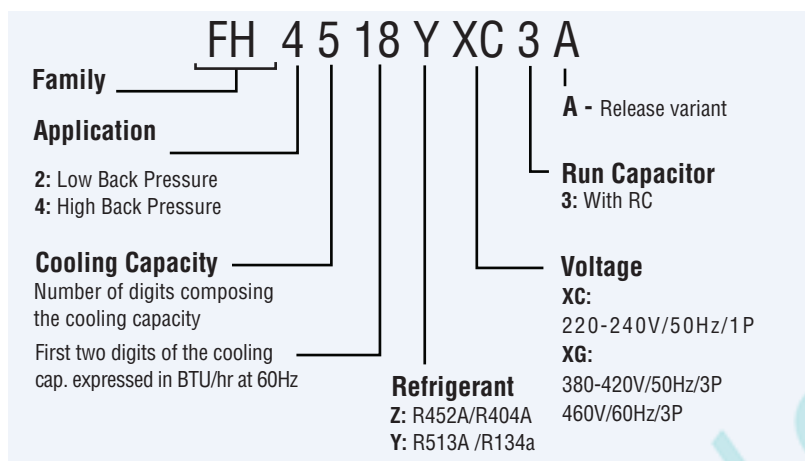 FH 4 5 18 Y XC 3 A
Family
A - Release variant
Application
2: Low Back Pressure
4: High Back Pressure
Run Capacitor
3: With RC
Cooling Capacity
Number of digits composing
the cooling capacity
First two digits of the cooling
cap. expressed in BTU/hr at 60Hz
Voltage
XC:
220-240V/50Hz/1P
XG:
380-420V/50Hz/3P
460V/60Hz/3P
Refrigerant
Z: R452A/R404A
Y: R513A /R134a